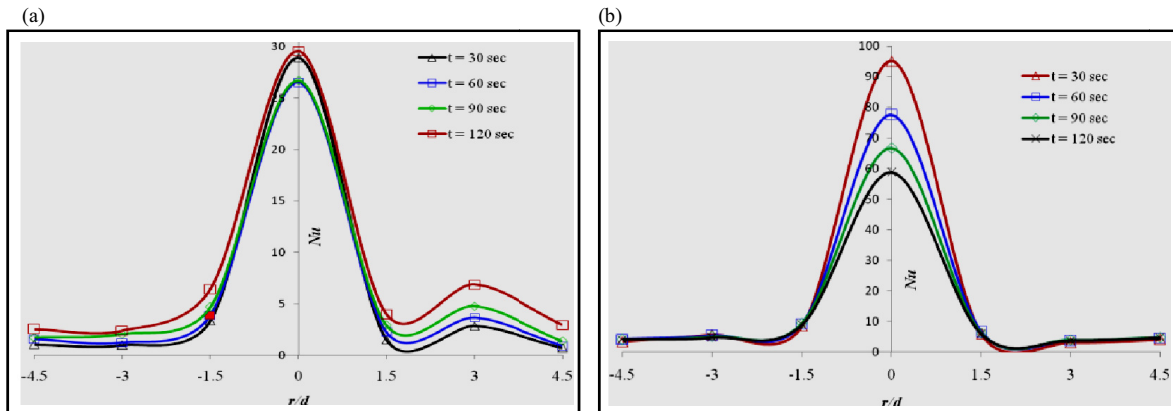 (a)
30
25
20
15
10
5
0
-4.5 -3 -1.5 0 1.5 3 4.5
r/d
Nu
t = 30 sec
t = 60 sec
t = 90 sec
t = 120 sec
(b)
100
90
80
70
60
50
40
30
20
10
0
-4.5 -3 -1.5 0 1.5 3 4.5
r/d
Nu
t = 30 sec
t = 60 sec
t = 90 sec
t = 120 sec